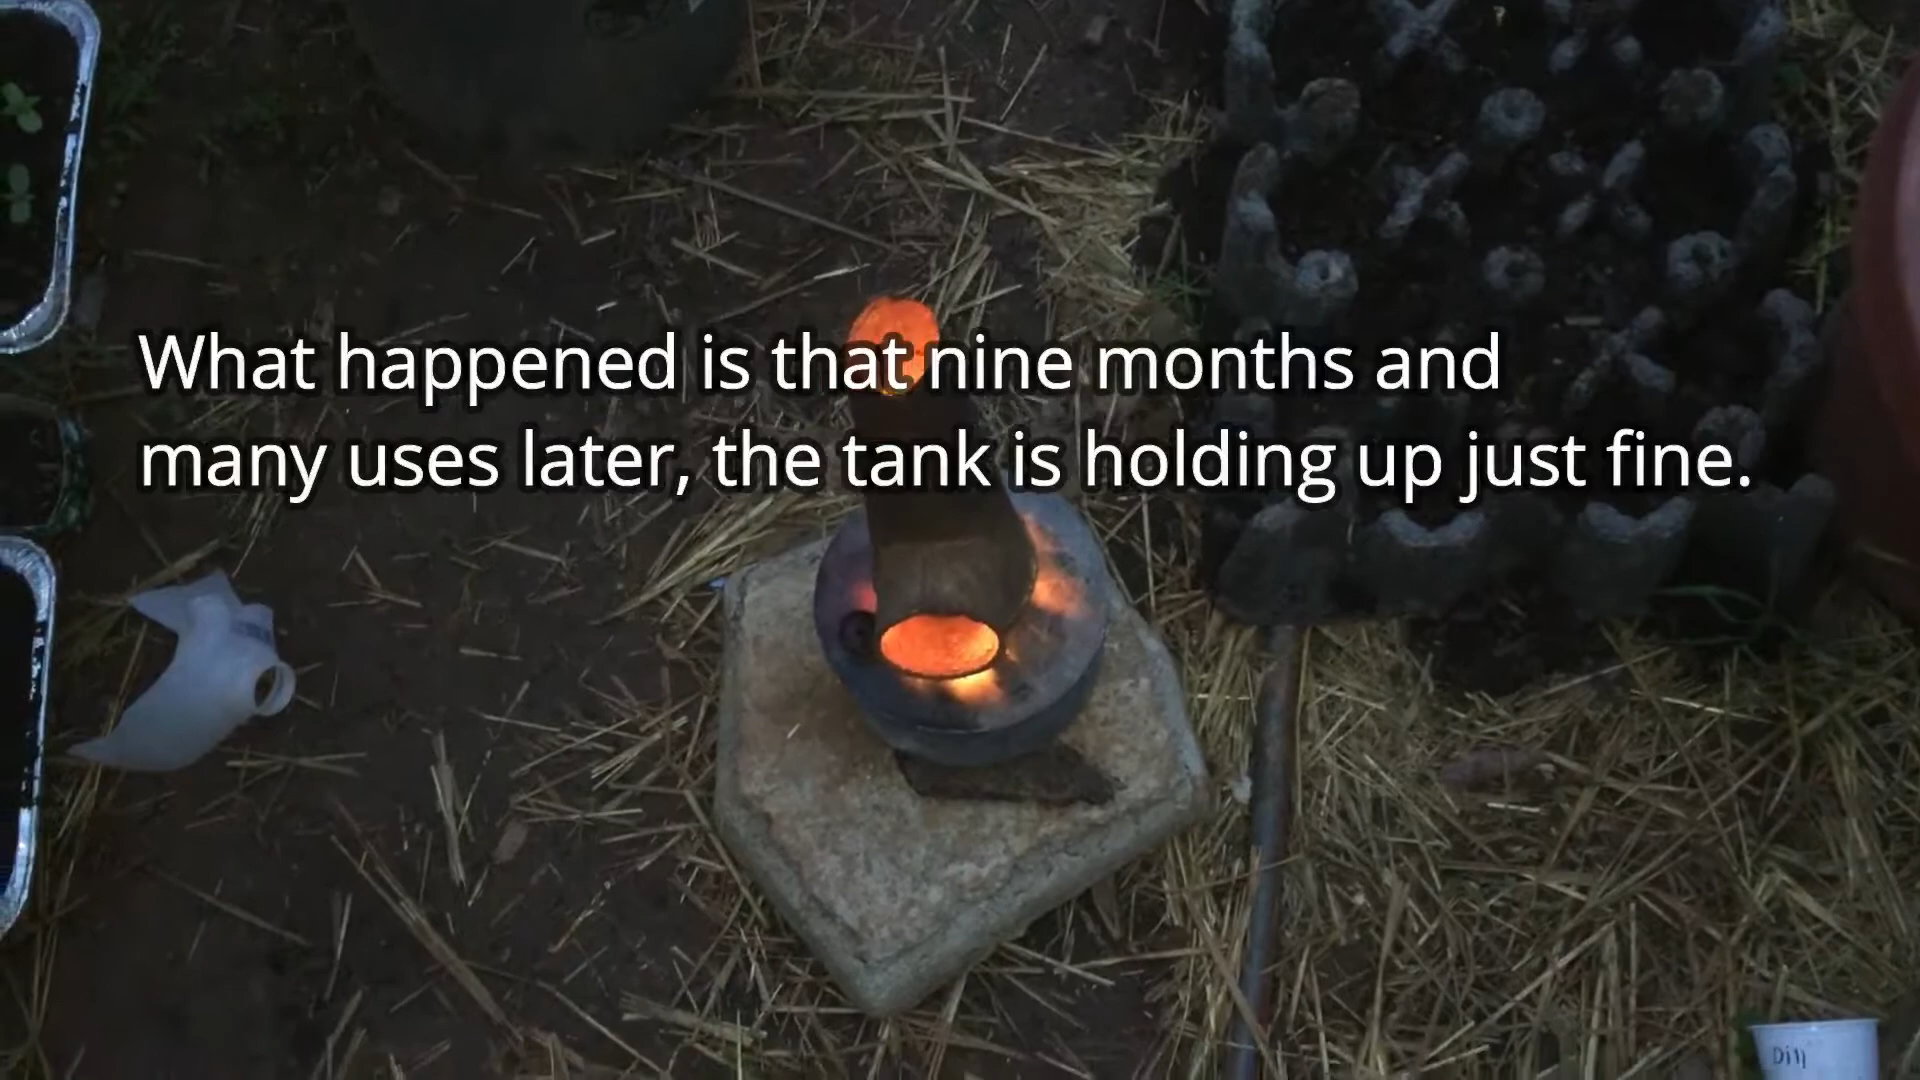 What happened is that nine months and
many uses later, the tank is holding up just fine.
Dill